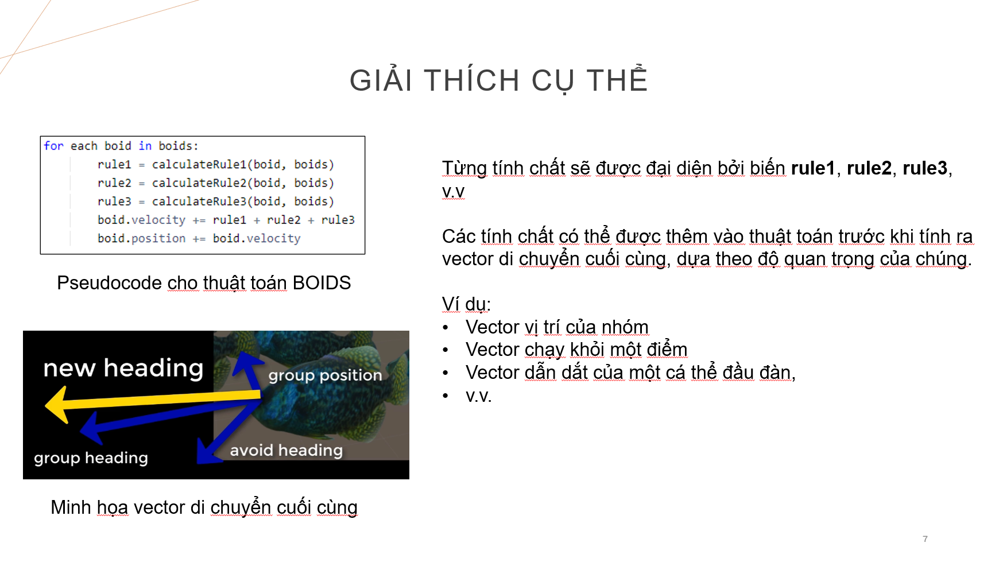 GIẢI THÍCH CỤ THỂ
for each boid in boids:
rule1 = calculateRule1(boid, boids)
rule2 = calculateRule2(boid, boids)
rule3 = calculateRule3(boid, boids)
boid.velocity += rule1 + rule2 + rule3
boid.position += boid.velocity
Pseudocode cho thuật toán BOIDS
new heading
group position
avoid heading
group heading
Minh họa vector di chuyển cuối cùng
Từng tính chất sẽ được đại diện bởi biến rule1, rule2, rule3,
v.v
Các tính chất có thể được thêm vào thuật toán trước khi tính ra
vector di chuyển cuối cùng, dựa theo độ quan trọng của chúng.
Ví dụ:
• Vector vị trí của nhóm
• Vector chạy khỏi một điểm
• Vector dẫn dắt của một cá thể đầu đàn,
• v.v.
7